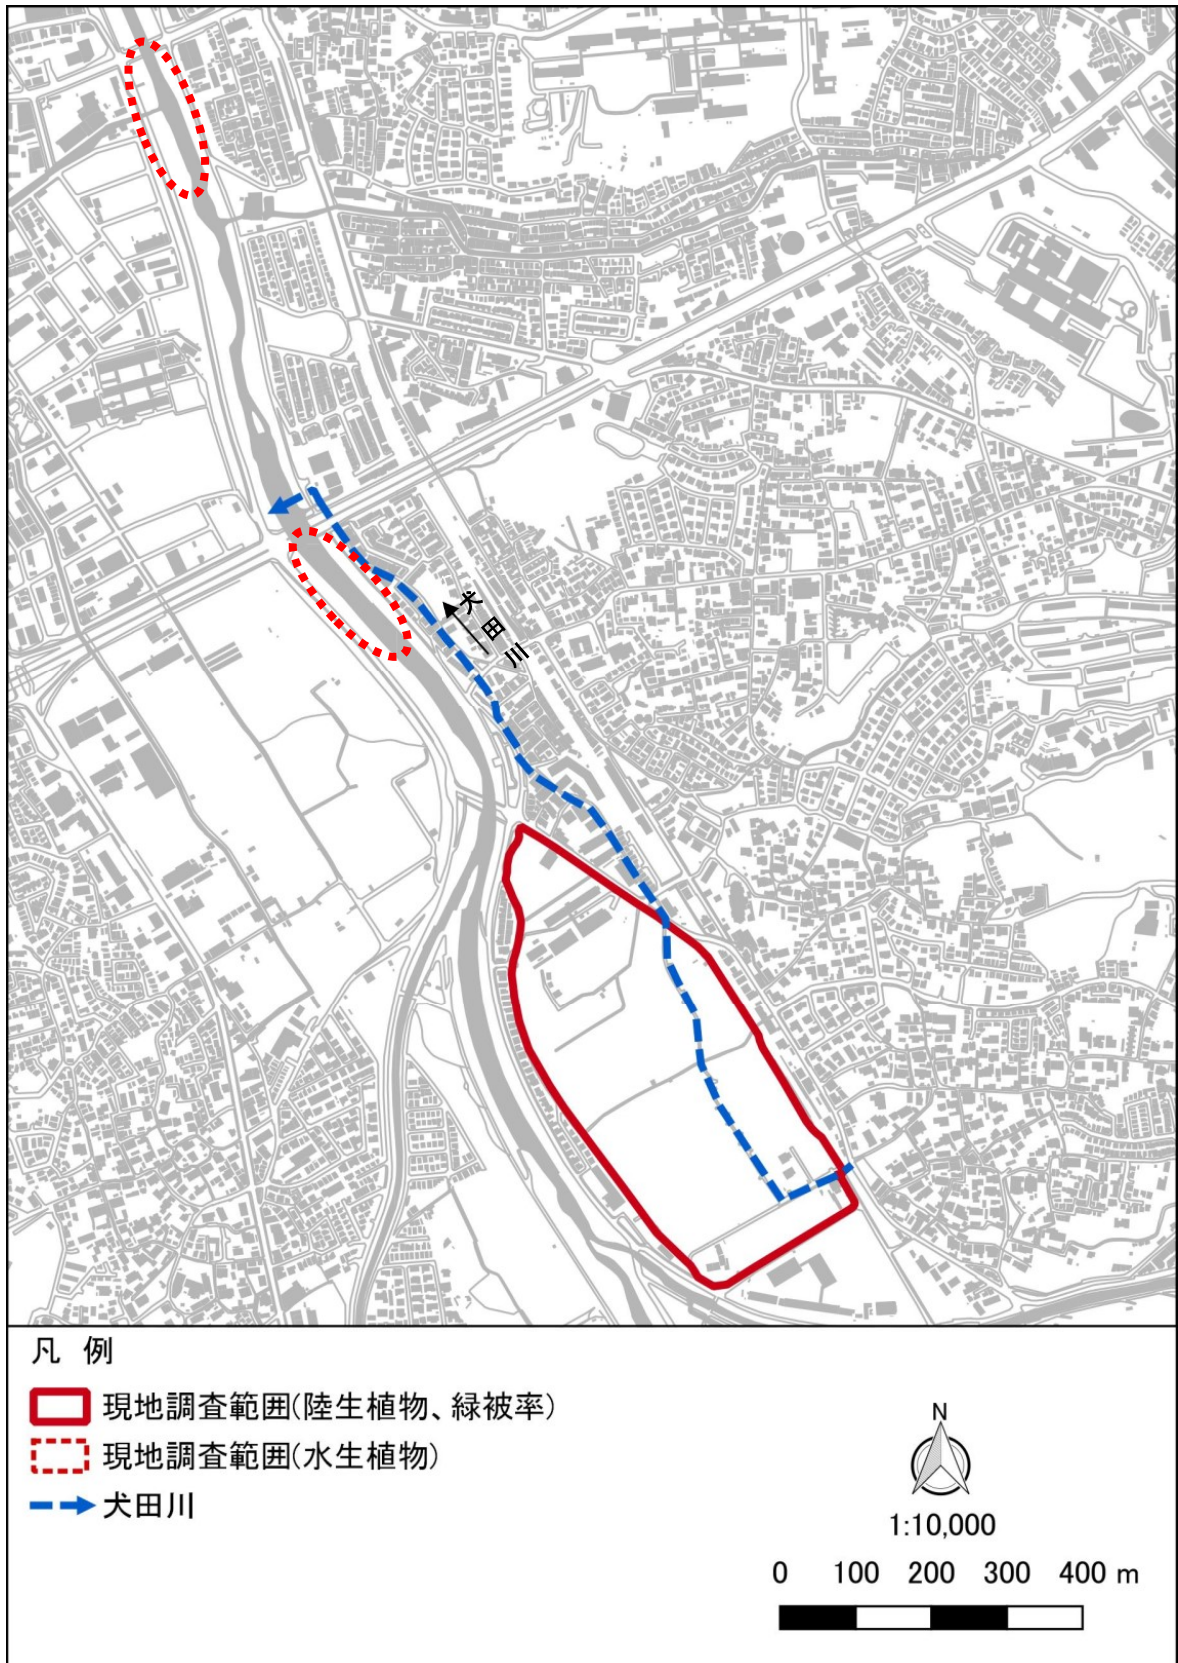 犬田川
凡 例
現地調査範囲(陸生植物、緑被率)
現地調査範囲(水生植物)
犬田川
N
1:10,000
0 100 200 300 400 m